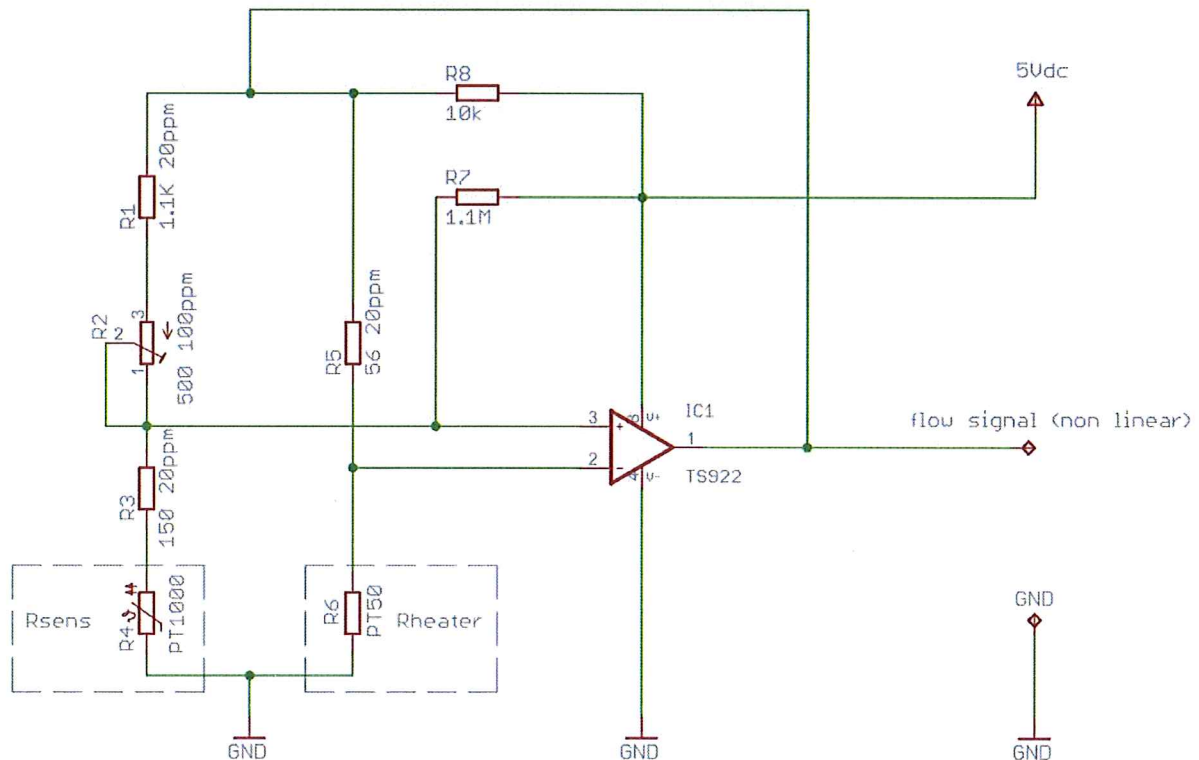 R8
10k
5Vdc
R1
1.1K 20ppm
R7
1.1M
R2
3
2
1
500 100ppm
R5
56 20ppm
3
+
8
V+
IC1
1
flow signal (non linear)
2
-
4
V-
TS922
R3
150 20ppm
Rsens
R4
PT1000
R6
PT50
Rheater
GND
GND
GND
GND